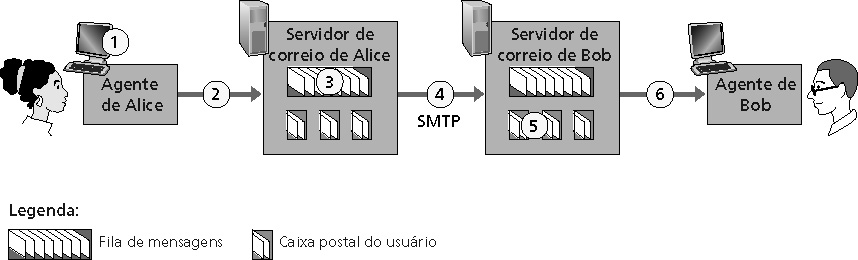 1
Agente
de Alice
2
Servidor de
correio de Alice
3
4
SMTP
Servidor de
correio de Bob
5
6
Agente de
Bob
Legenda:
Fila de mensagens
Caixa postal do usuário